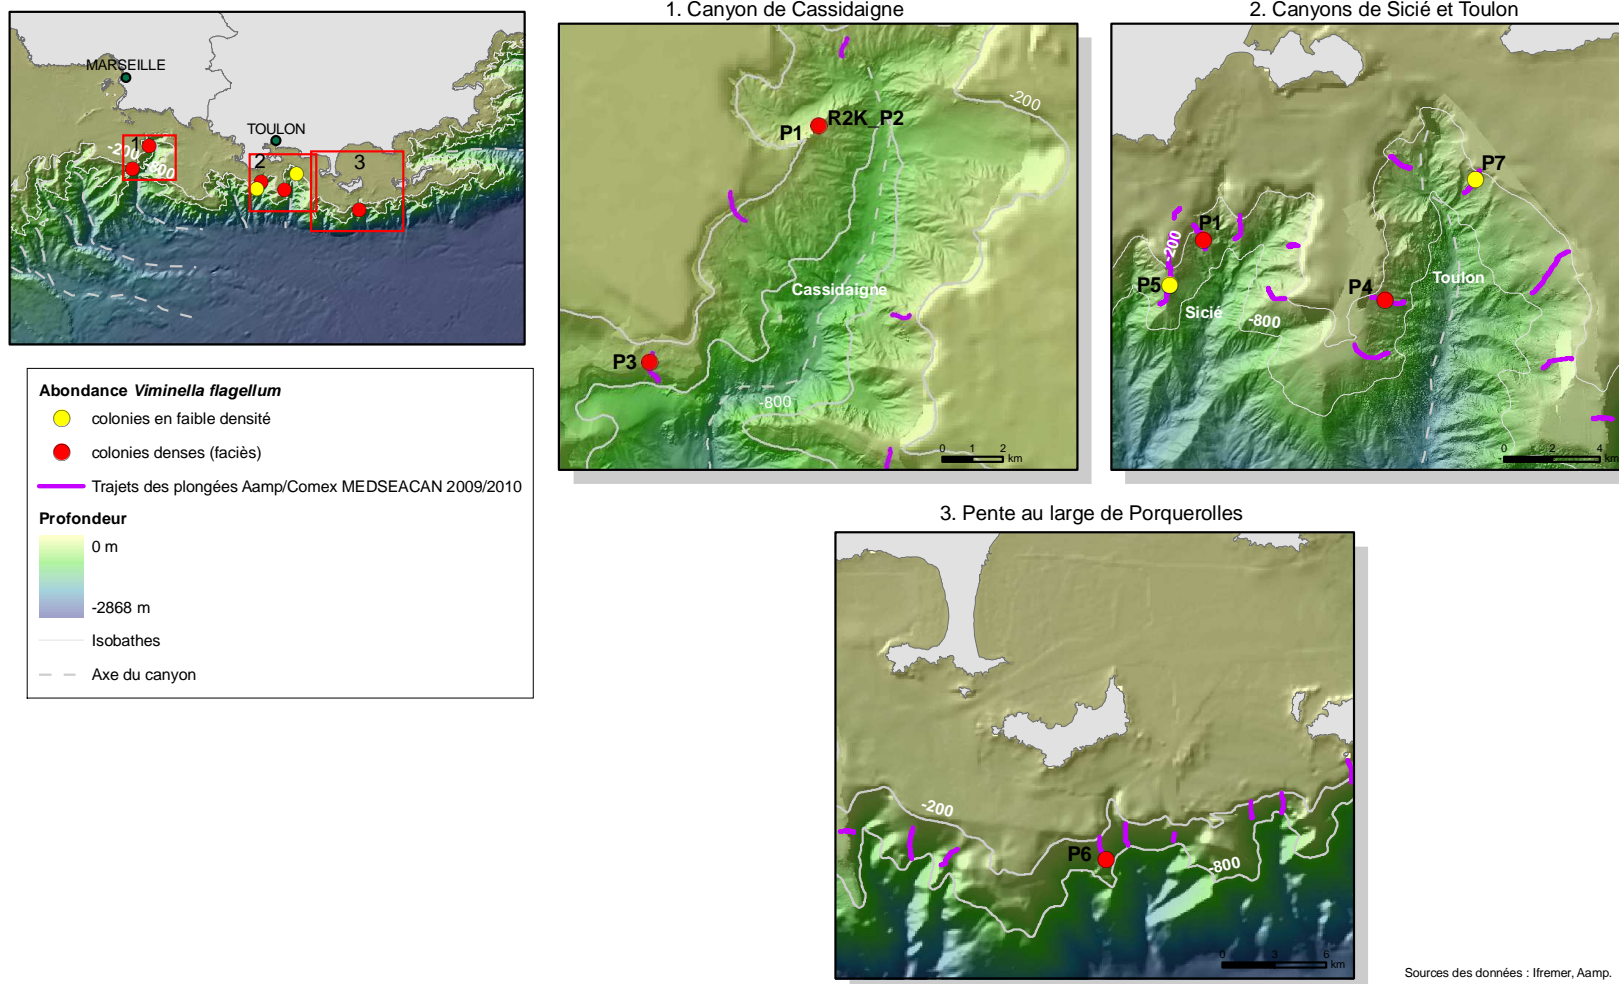 MARSEILLE
TOULON
1
2
3
-200
-800
Abondance Viminella flagellum
colonies en faible densité
colonies denses (faciès)
Trajets des plongées Aamp/Comex MEDSEACAN 2009/2010
Profondeur
0 m
-2868 m
Isobathes
Axe du canyon
1. Canyon de Cassidaigne
-200
P1
R2K_P2
Cassidaigne
P3
-800
0 1 2
km
2. Canyons de Sicié et Toulon
P7
P1
-200
P5
Sicié
-800
P4
Toulon
0 2 4
km
3. Pente au large de Porquerolles
-200
P6
-800
0 3 6
km
Sources des données : Ifremer, Aamp.